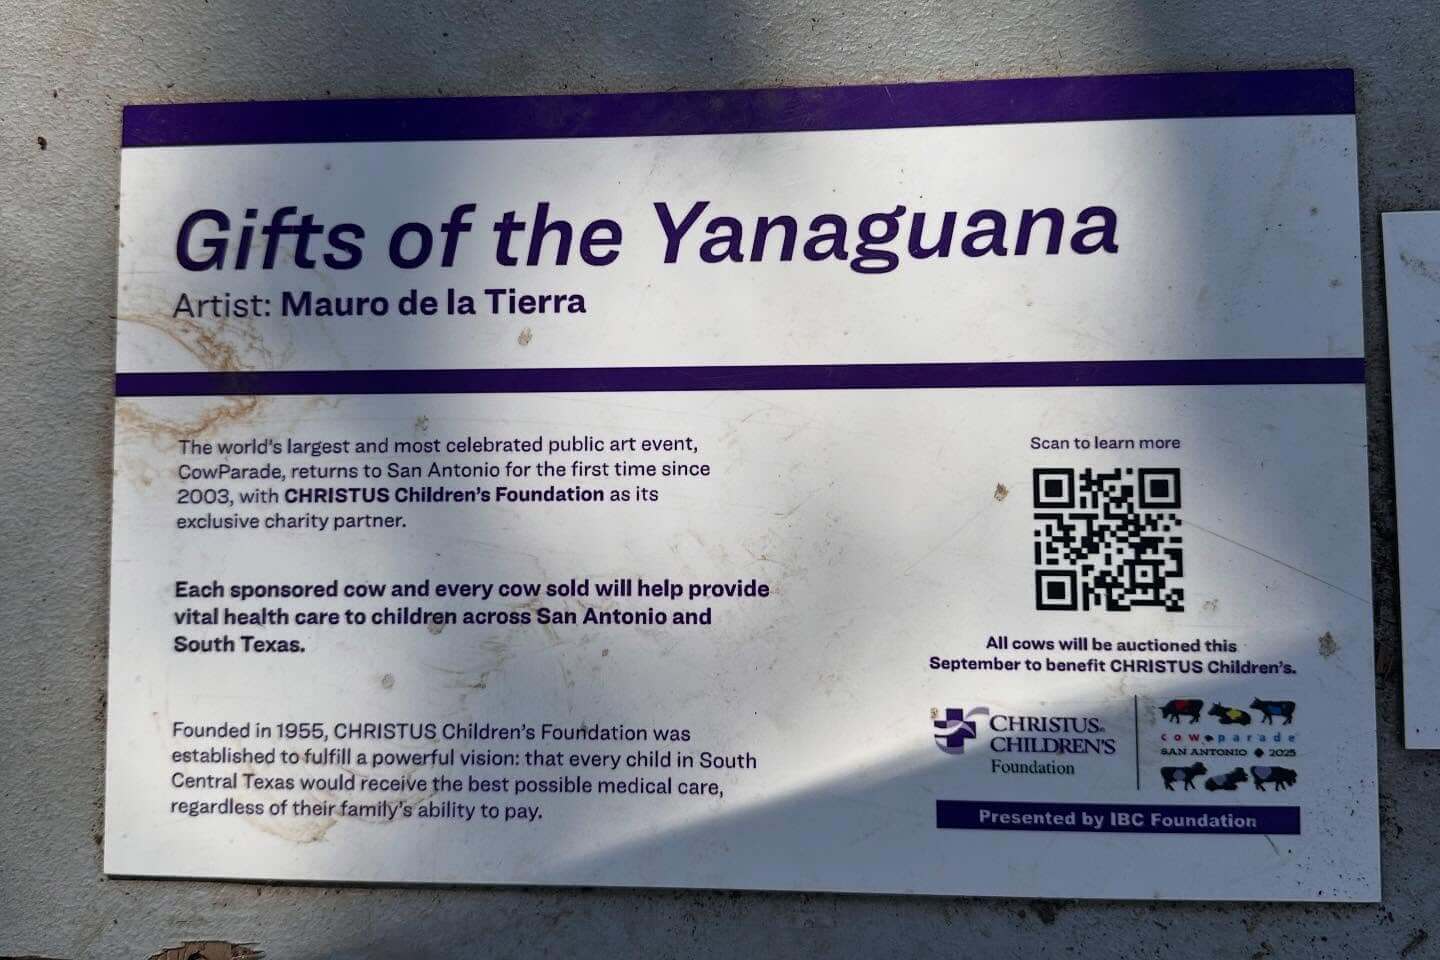 Gifts of the Yanaguana
Artist: Mauro de la Tierra
The world's largest and most celebrated public art event,
CowParade, returns to San Antonio for the first time since
2003, with CHRISTUS Children's Foundation as its
exclusive charity partner.
Each sponsored cow and every cow sold will help provide
vital health care to children across San Antonio and
South Texas.
Founded in 1955, CHRISTUS Children's Foundation was
established to fulfill a powerful vision: that every child in South
Central Texas would receive the best possible medical care,
regardless of their family's ability to pay.
Scan to learn more
All cows will be auctioned this
September to benefit CHRISTUS Children's.
CHRISTUS
CHILDREN'S
Foundation
cowparade
SAN ANTONIO 2025
Presented by IBC Foundation